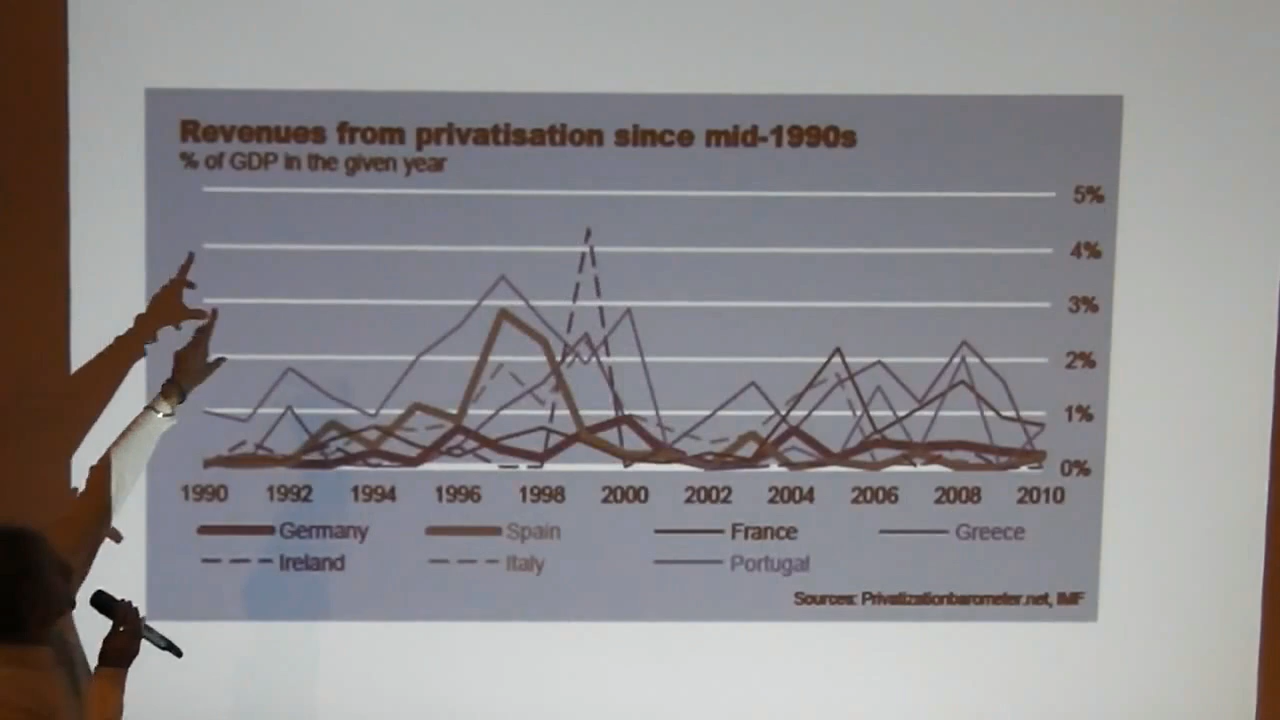 Revenues from privatisation since mid-1990s
% of GDP in the given year
5%
4%
3%
2%
1%
0%
1990 1992 1994 1996 1998 2000 2002 2004 2006 2008 2010
Germany Spain France Greece
Ireland Italy Portugal
Sources: Privatizationbarometer.net, IMF